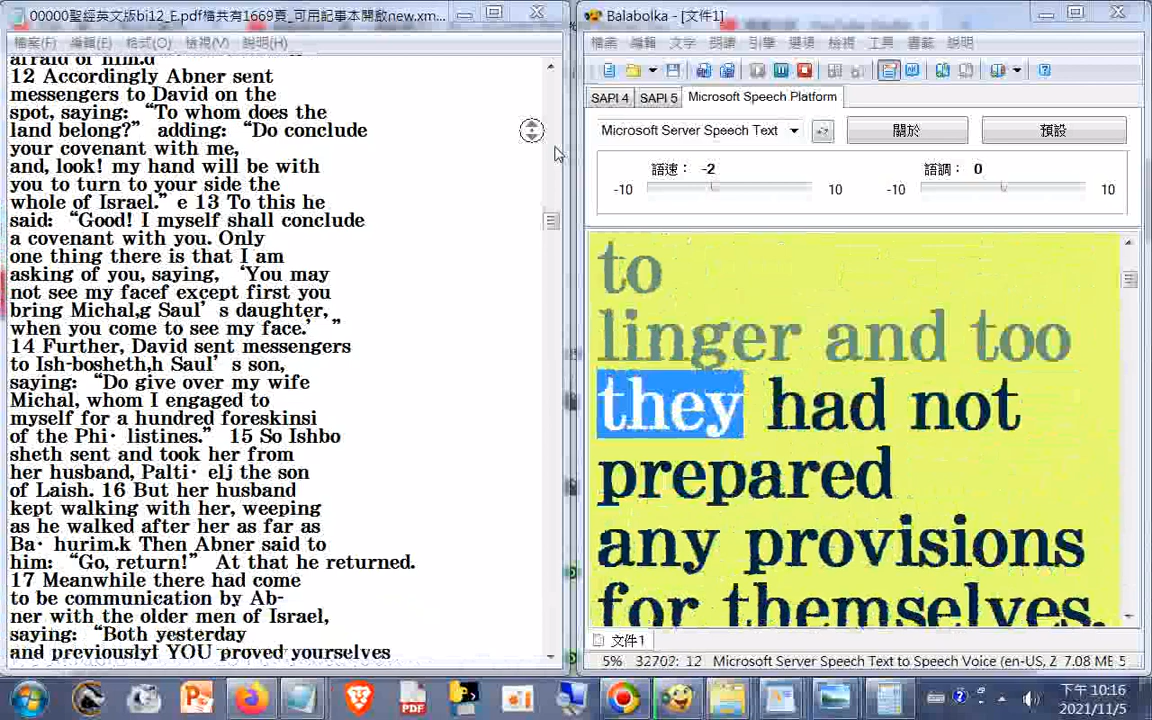 00000聖經英文版bi12_E.pdf檔共有1669頁_可用記事本開啟new.xm...
檔案(F) 編輯(E) 格式(O) 檢視(V) 說明(H)
afraid of him.d
12 Accordingly Abner sent
messengers to David on the
spot, saying: “To whom does the
land belong?” adding: “Do conclude
your covenant with me,
and, look! my hand will be with
you to turn to your side the
whole of Israel.” e 13 To this he
said: “Good! I myself shall conclude
a covenant with you. Only
one thing there is that I am
asking of you, saying, ‘You may
not see my facef except first you
bring Michal,g Saul’s daughter,
when you come to see my face.’”
14 Further, David sent messengers
to Ish-bosheth,h Saul’s son,
saying: “Do give over my wife
Michal, whom I engaged to
myself for a hundred foreskinsi
of the Phi·listines.” 15 So Ishbo
sheth sent and took her from
her husband, Palti·elj the son
of Laish. 16 But her husband
kept walking with her, weeping
as he walked after her as far as
Ba·hurim.k Then Abner said to
him: “Go, return!” At that he returned.
17 Meanwhile there had come
to be communication by Ab-
ner with the older men of Israel,
saying: “Both yesterday
and previouslyl YOU proved yourselves
Balabolka - [文件1]
檔案 編輯 文字 朗讀 引擎 選項 檢視 工具 書籤 說明
SAPI 4 SAPI 5 Microsoft Speech Platform
Microsoft Server Speech Text 關於 預設
語速： -2 語調： 0
-10 10 -10 10
to
linger and too
they had not
prepared
any provisions
for themselves.
文件1
5% 32702: 12 Microsoft Server Speech Text to Speech Voice (en-US, Z 7.08 MB 5
下午 10:16
2021/11/5